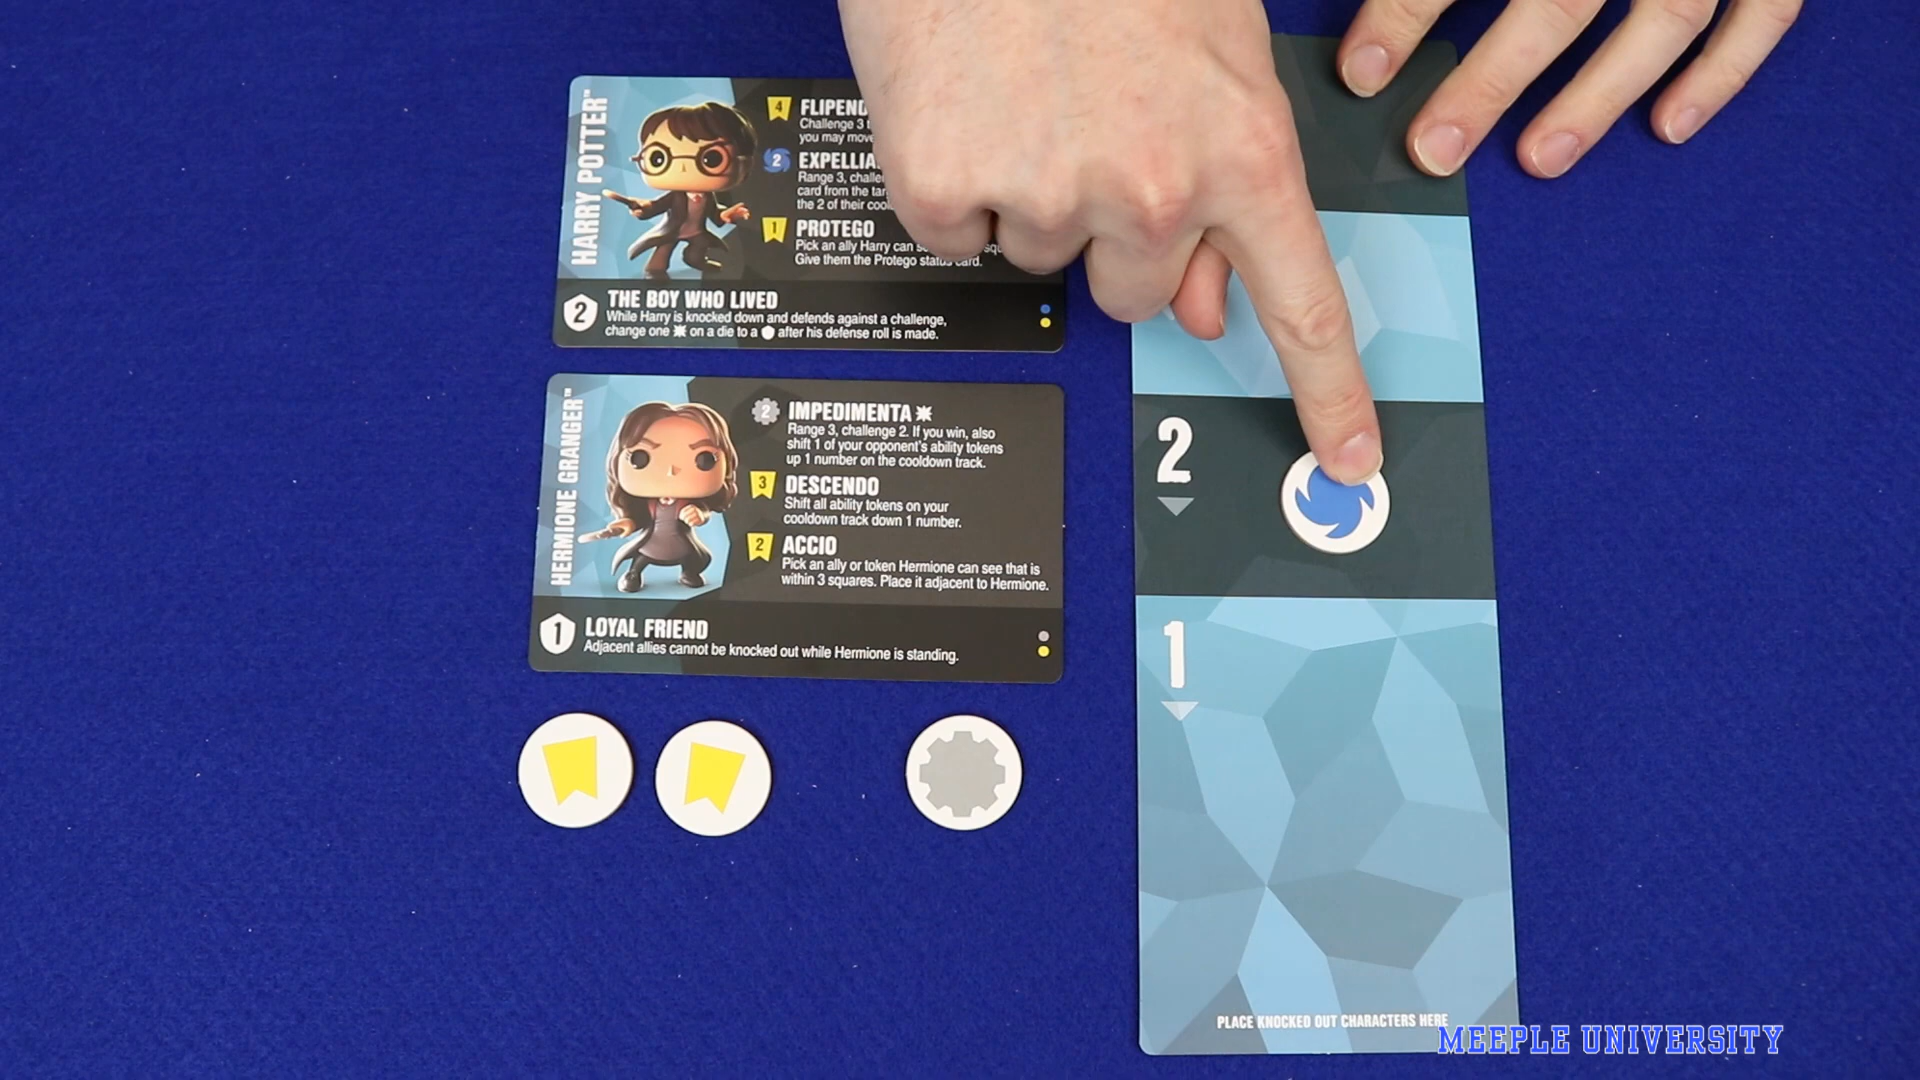 HARRY POTTER™
4 FLIPEND
Challenge 3
you may move
2 EXPELLIA
Range 3, challe
card from the tar
the 2 of their cool
1 PROTEGO
Pick an ally Harry can
Give them the Protego status card.
2 THE BOY WHO LIVED
While Harry is knocked down and defends against a challenge,
change one on a die to a after his defense roll is made.
HERMIONE GRANGER™
2 IMPEDIMENTA
Range 3, challenge 2. If you win, also
shift 1 of your opponent's ability tokens
up 1 number on the cooldown track.
3 DESCENDO
Shift all ability tokens on your
cooldown track down 1 number.
2 ACCIO
Pick an ally or token Hermione can see that is
within 3 squares. Place it adjacent to Hermione.
1 LOYAL FRIEND
Adjacent allies cannot be knocked out while Hermione is standing.
2
1
PLACE KNOCKED OUT CHARACTERS HERE
MEEPLE UNIVERSITY